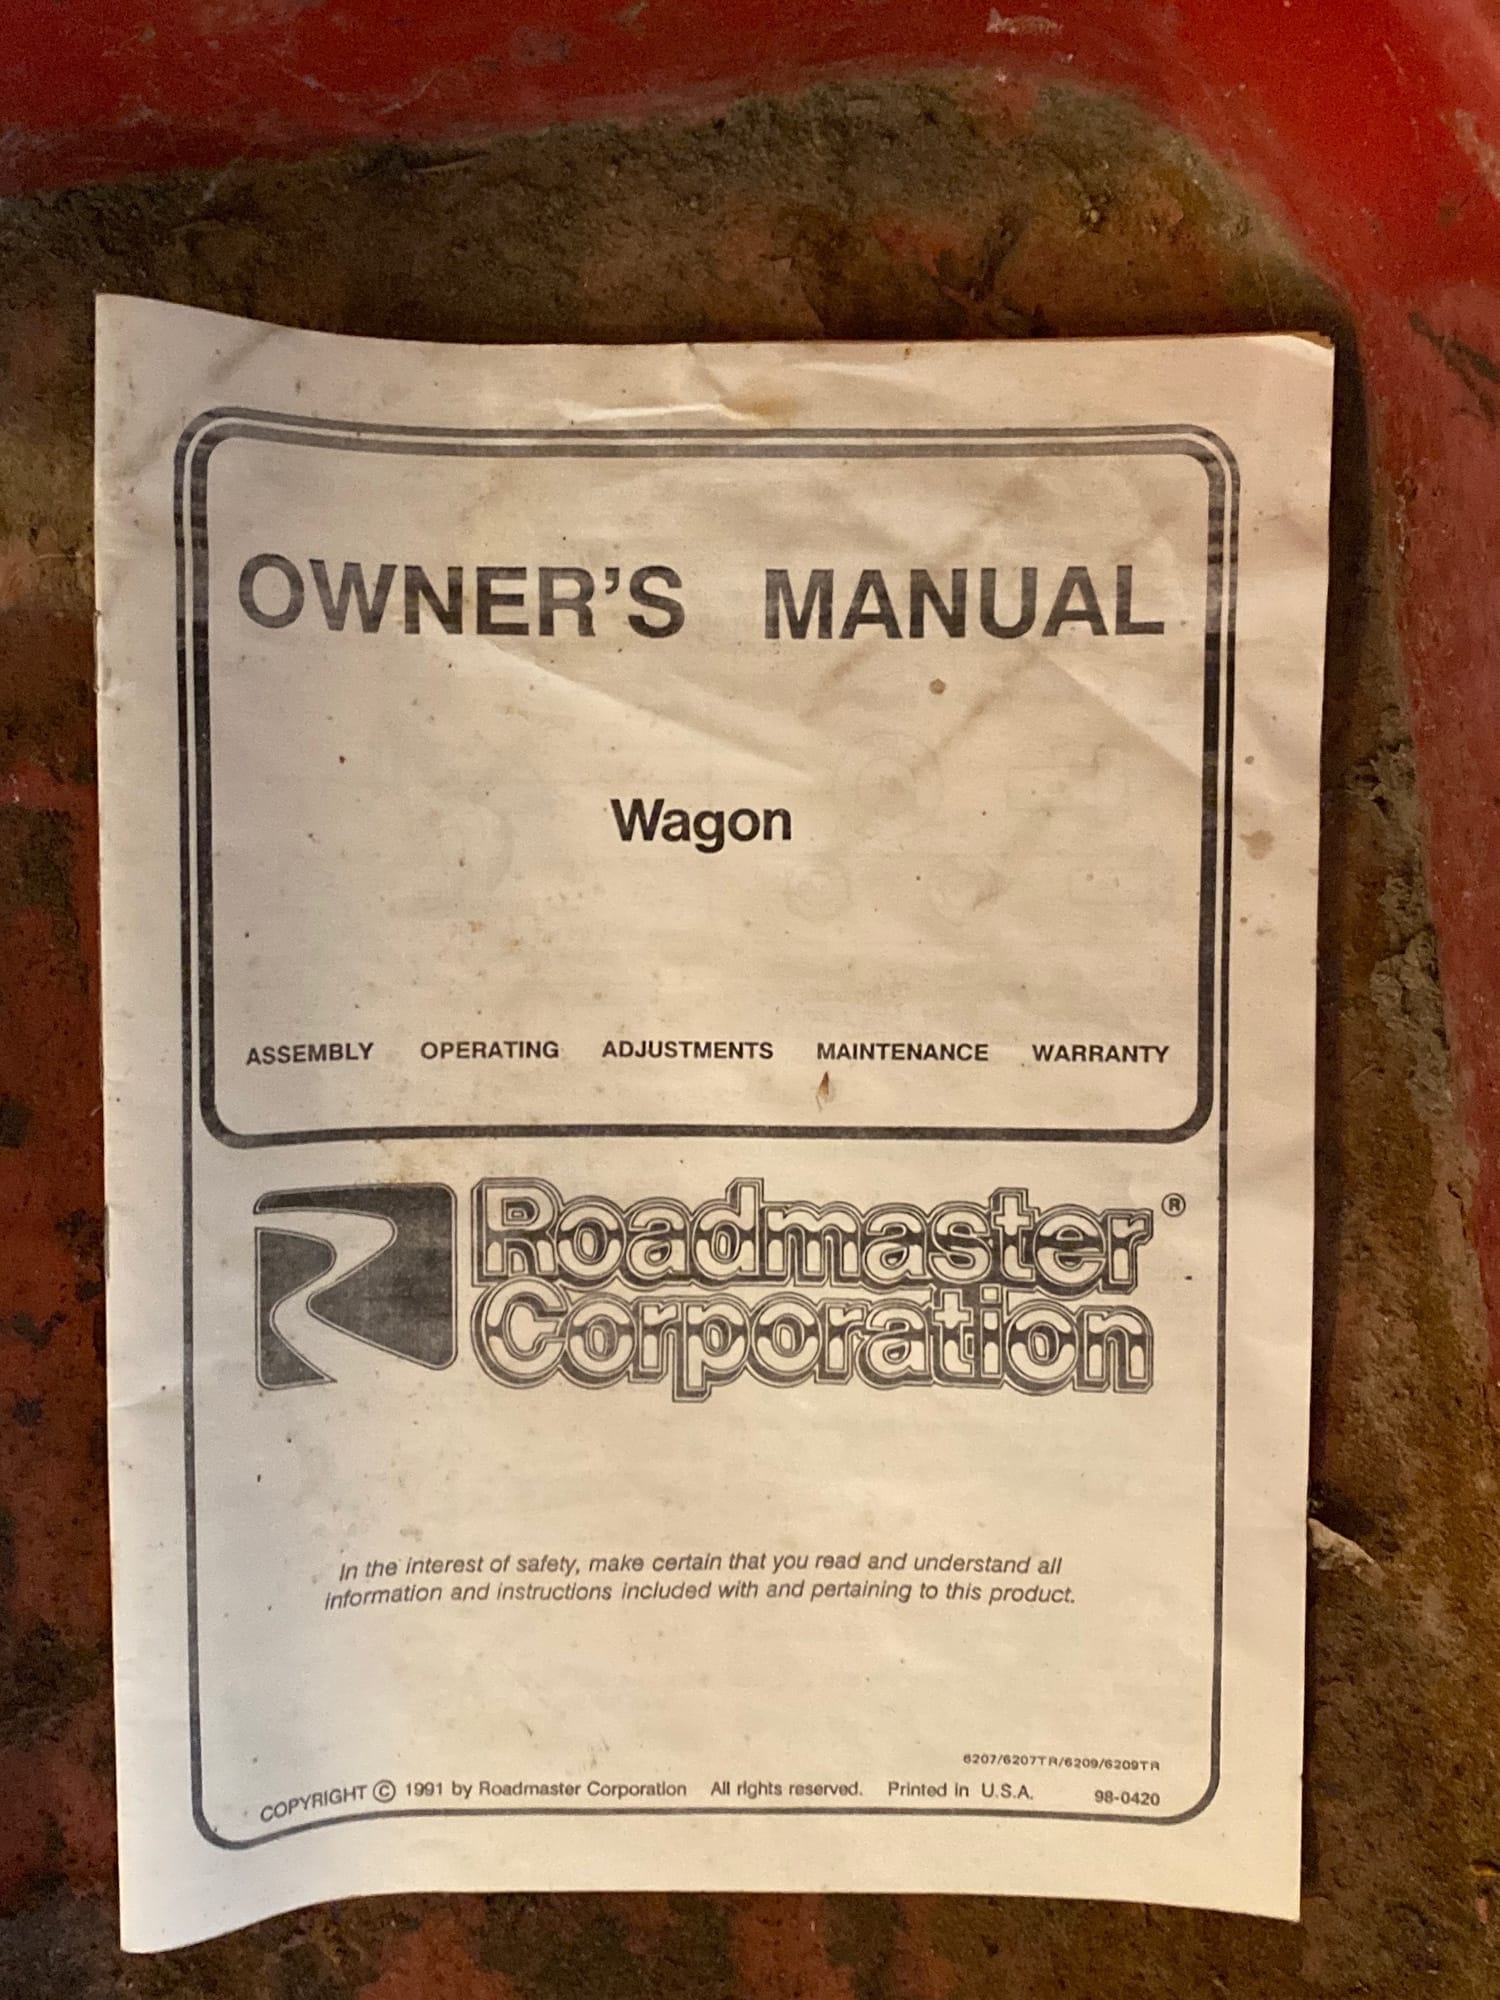 OWNER'S MANUAL
Wagon
ASSEMBLY OPERATING ADJUSTMENTS MAINTENANCE WARRANTY
Roadmaster®
Corporation
In the interest of safety, make certain that you read and understand all
information and instructions included with and pertaining to this product.
6207/6207TR/6209/6209TR
COPYRIGHT © 1991 by Roadmaster Corporation All rights reserved. Printed in U.S.A. 98-0420